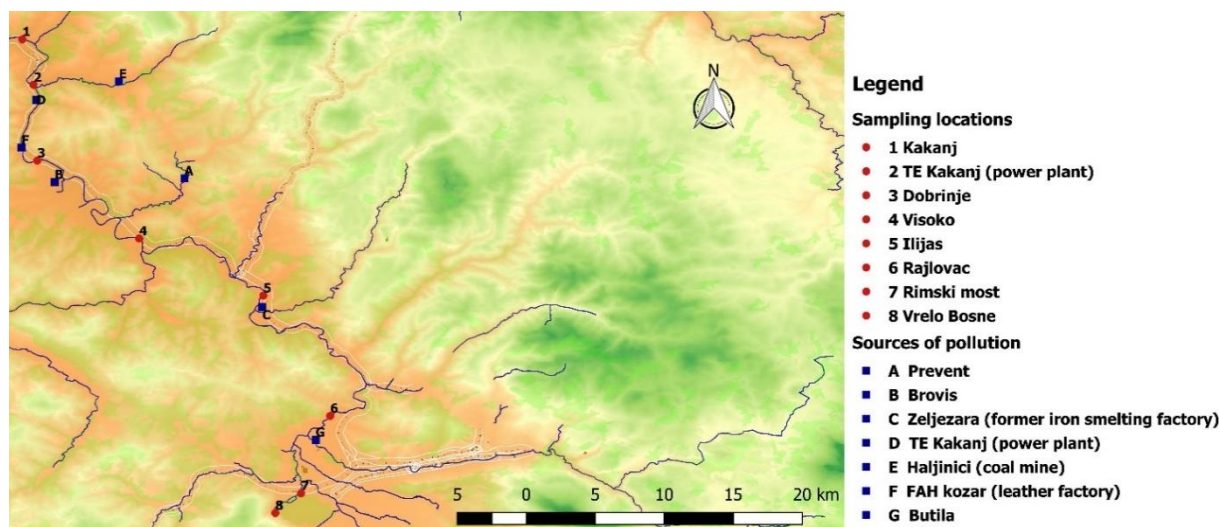 1
2
E
D
F
3
B
A
4
5
C
6
G
7
8
N
5 0 5 10 15 20 km
Legend
Sampling locations
1 Kakanj
2 TE Kakanj (power plant)
3 Dobrinje
4 Visoko
5 Ilijas
6 Rajlovac
7 Rimski most
8 Vrelo Bosne
Sources of pollution
A Prevent
B Brovis
C Zeljezara (former iron smelting factory)
D TE Kakanj (power plant)
E Haljinici (coal mine)
F FAH kozar (leather factory)
G Butila